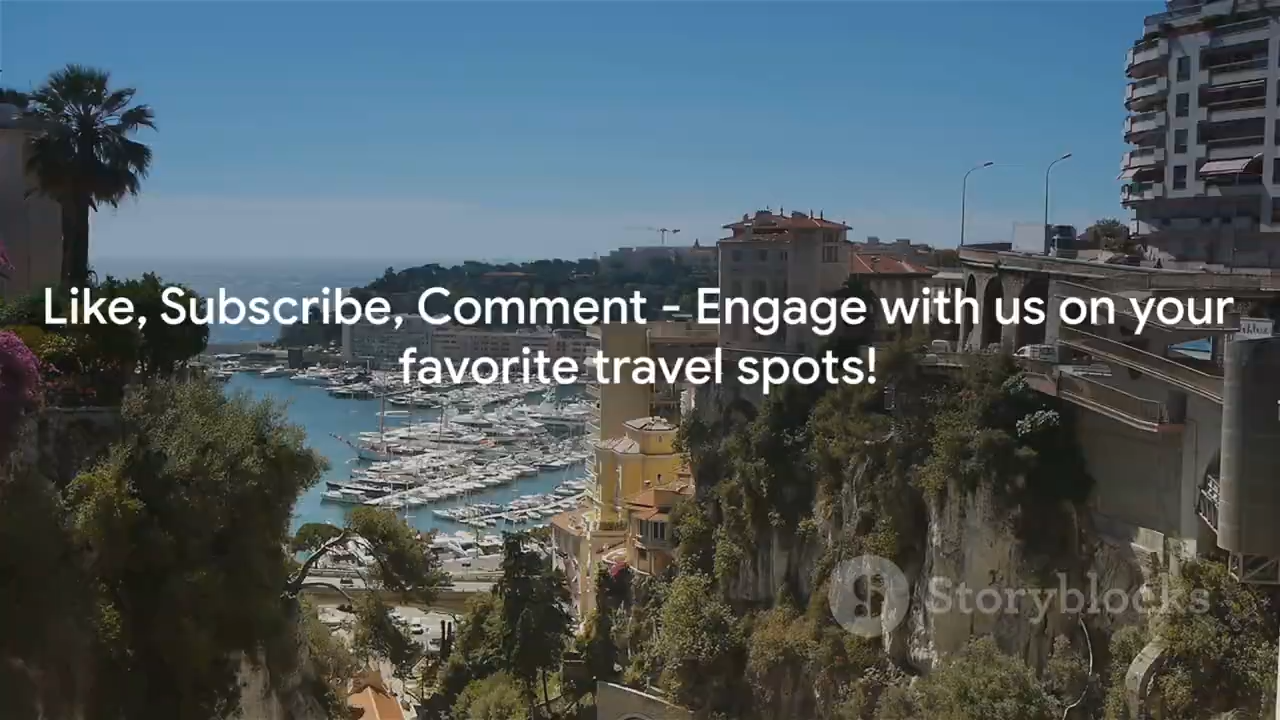 Like, Subscribe, Comment - Engage with us on your
favorite travel spots!
Storyblocks